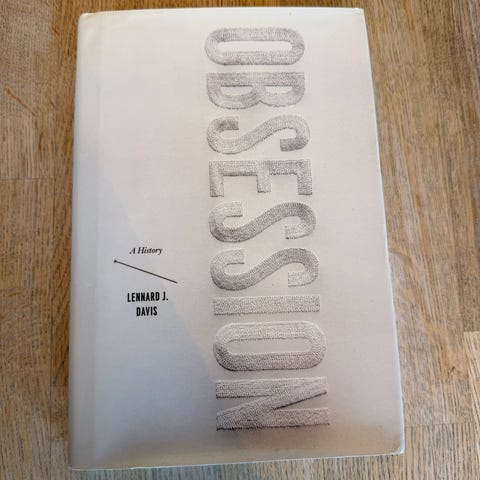 OBSESSION
A History
LENNARD J.
DAVIS